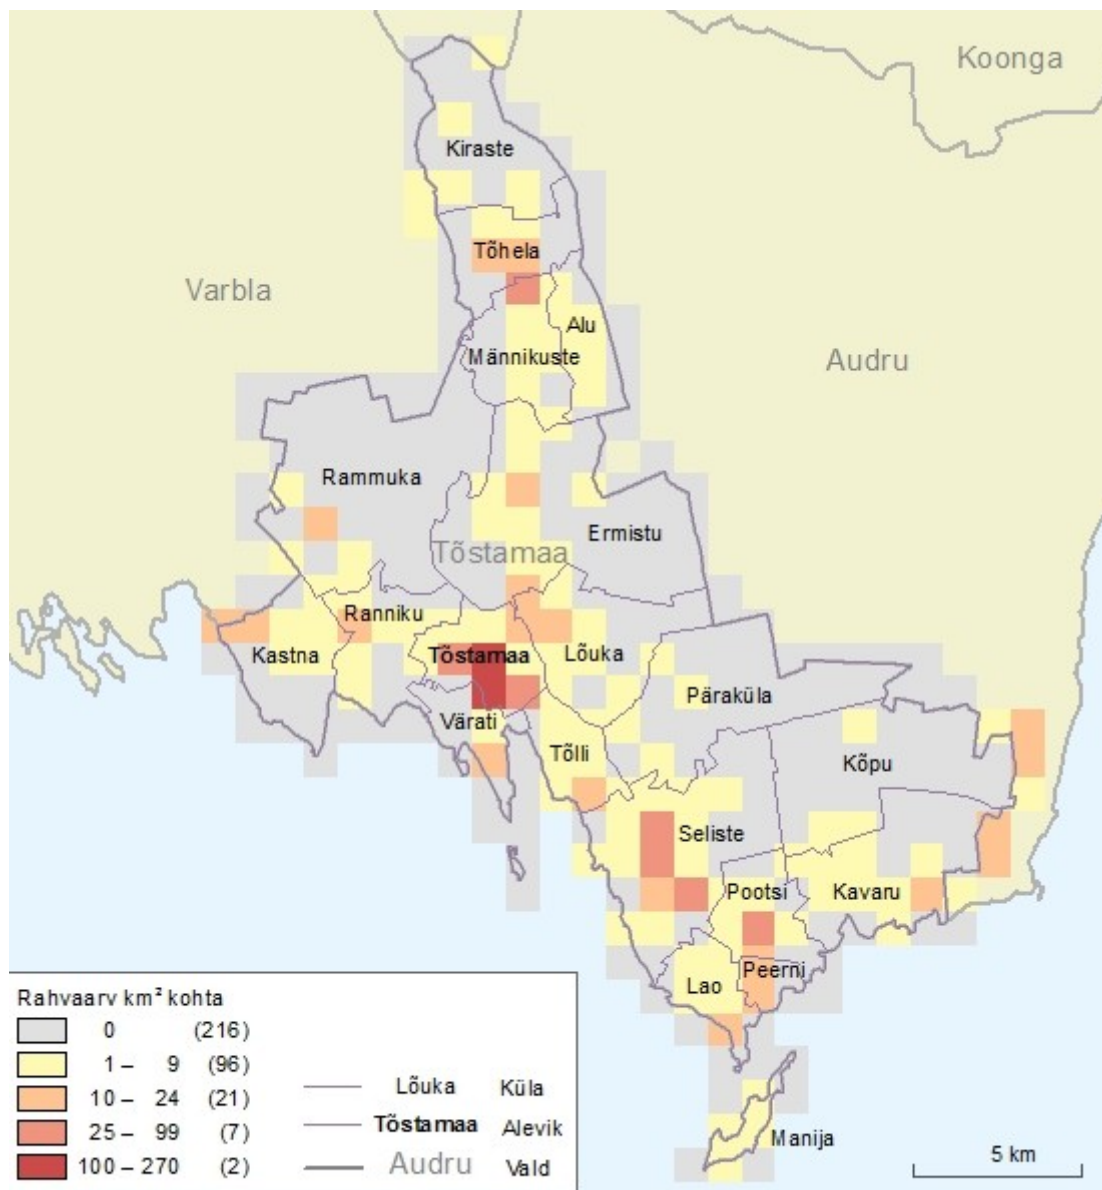 Koonga
Kiraste
Tõhela
Varbla
Alu
Männikuste
Audru
Rammuka
Ermistu
Tõstamaa
Ranniku
Kastna
Tõstamaa
Lõuka
Päraküla
Värati
Tõlli
Kõpu
Seliste
Pootsi
Kavaru
Peerni
Lao
Manija
Rahvaarv km² kohta
0 (216)
1 – 9 (96)
10 – 24 (21)
25 – 99 (7)
100 – 270 (2)
Lõuka Küla
Tõstamaa Alevik
Audru Vald
5 km